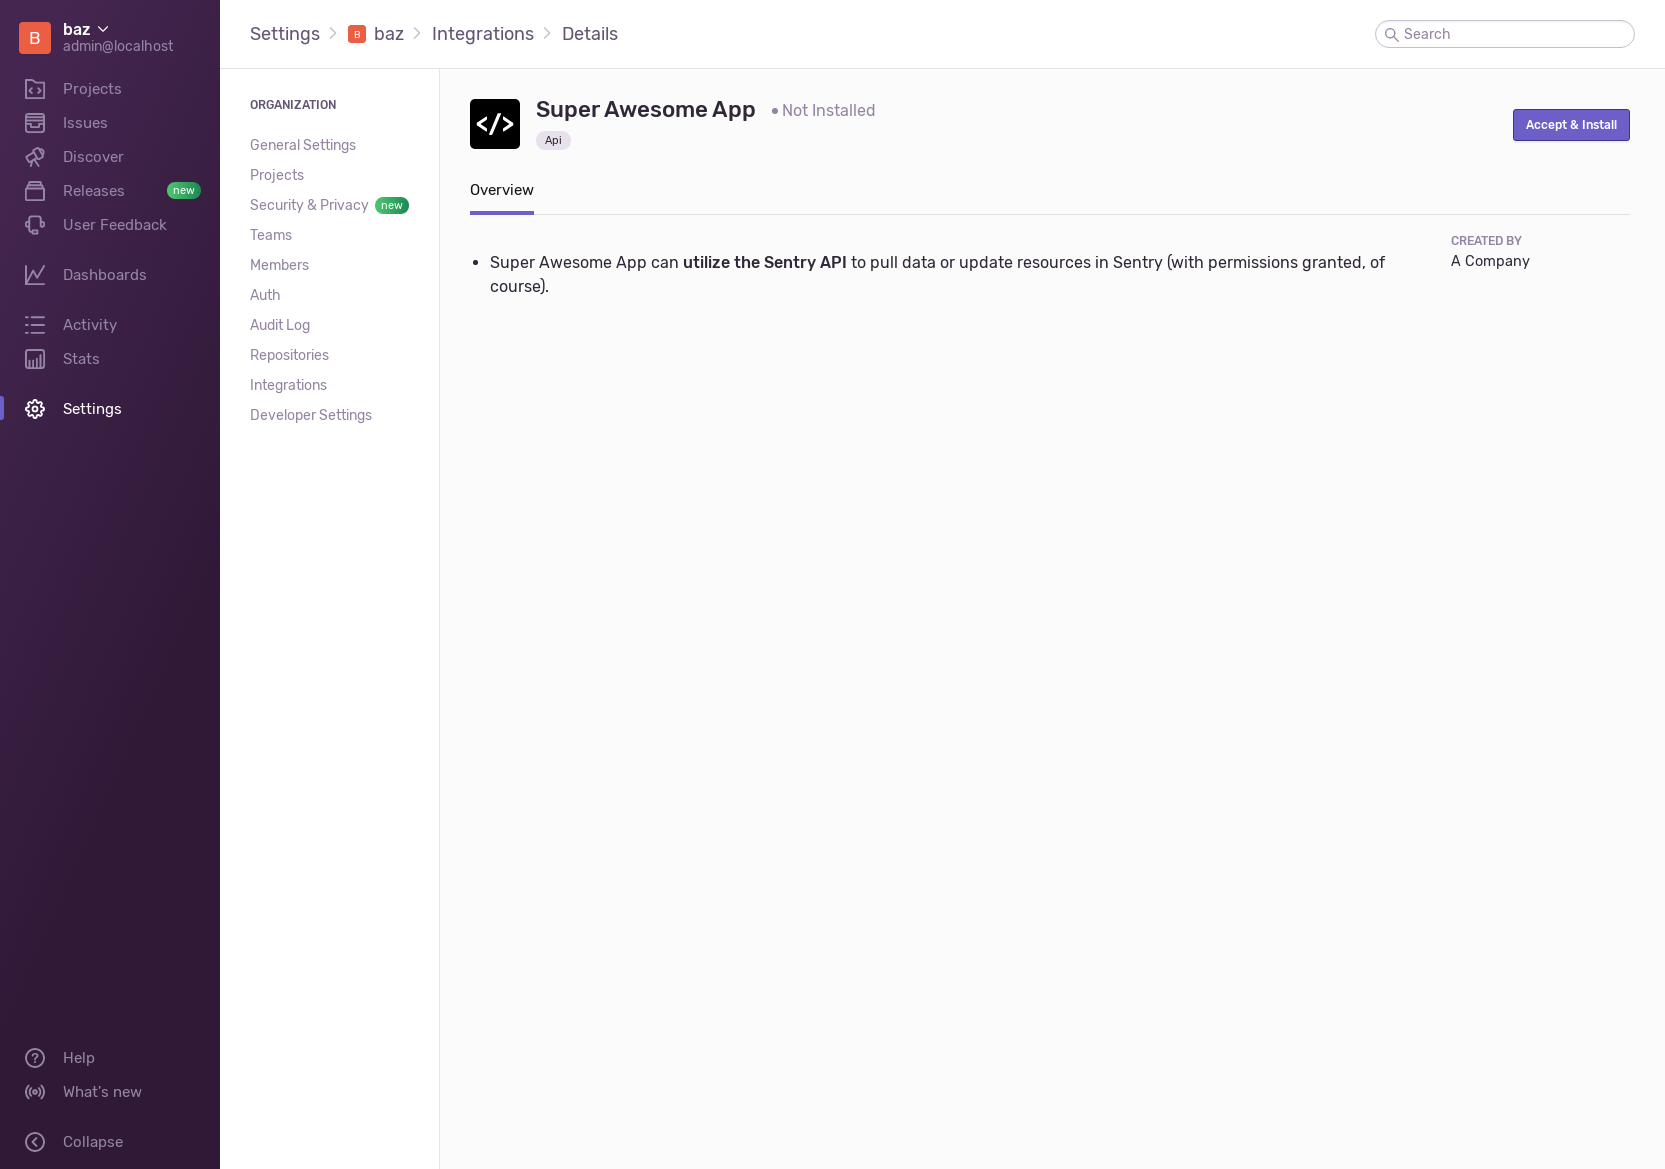 B
baz
admin@localhost
Projects
Issues
Discover
Releases new
User Feedback
Dashboards
Activity
Stats
Settings
Help
What's new
Collapse
Settings B baz Integrations Details
Search
ORGANIZATION
General Settings
Projects
Security & Privacy new
Teams
Members
Auth
Audit Log
Repositories
Integrations
Developer Settings
</>
Super Awesome App Not Installed
Api
Accept & Install
Overview
Super Awesome App can utilize the Sentry API to pull data or update resources in Sentry (with permissions granted, of
course).
CREATED BY
A Company